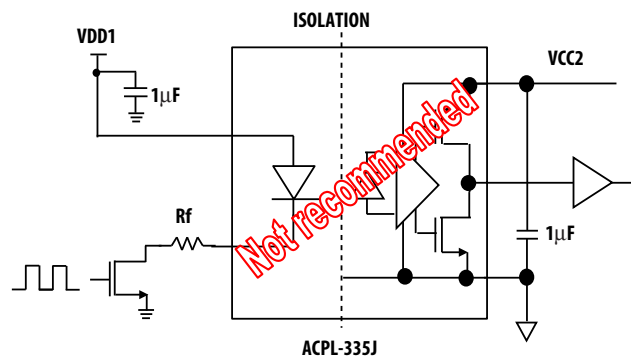 ISOLATION
VDD1
VCC2
1μF
Not recommended
Rf
1μF
ACPL-335J